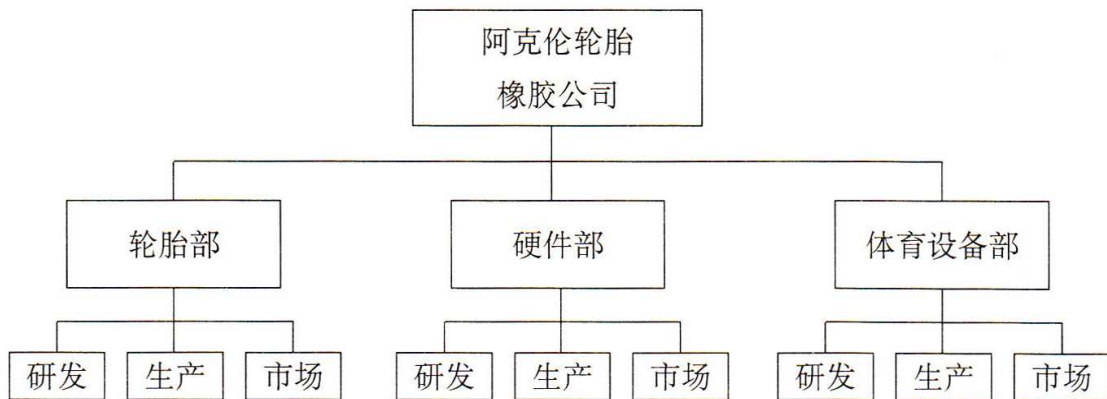 阿克伦轮胎
橡胶公司
轮胎部
硬件部
体育设备部
研发
生产
市场
研发
生产
市场
研发
生产
市场